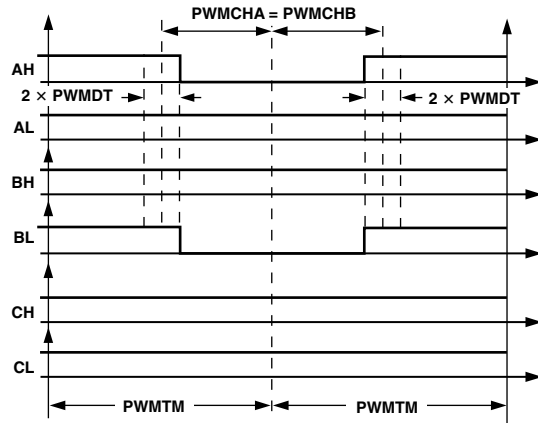 PWMCHA = PWMCHB
AH
2 × PWMDT
2 × PWMDT
AL
BH
BL
CH
CL
PWMTM
PWMTM